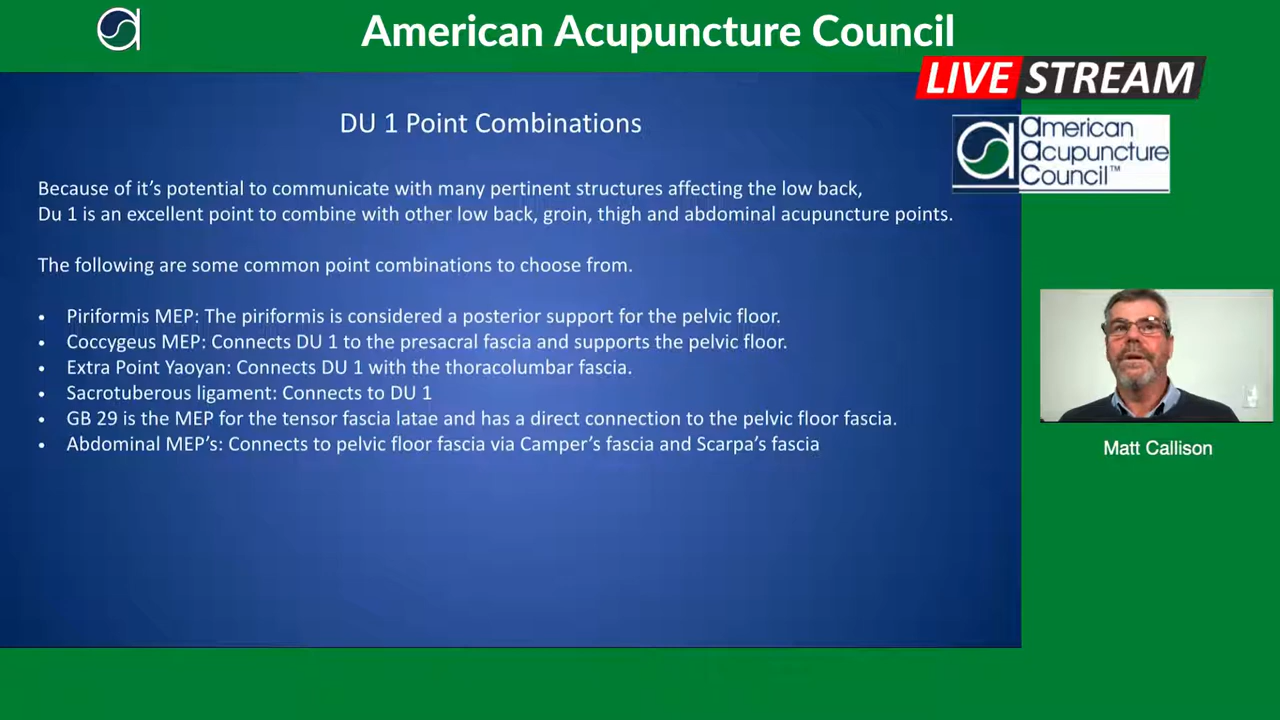 American Acupuncture Council
LIVE STREAM
american
acupuncture
council™
DU 1 Point Combinations
Because of it’s potential to communicate with many pertinent structures affecting the low back,
Du 1 is an excellent point to combine with other low back, groin, thigh and abdominal acupuncture points.
The following are some common point combinations to choose from.
• Piriformis MEP: The piriformis is considered a posterior support for the pelvic floor.
• Coccygeus MEP: Connects DU 1 to the presacral fascia and supports the pelvic floor.
• Extra Point Yaoyan: Connects DU 1 with the thoracolumbar fascia.
• Sacrotuberous ligament: Connects to DU 1
• GB 29 is the MEP for the tensor fascia latae and has a direct connection to the pelvic floor fascia.
• Abdominal MEP’s: Connects to pelvic floor fascia via Camper’s fascia and Scarpa’s fascia
Matt Callison